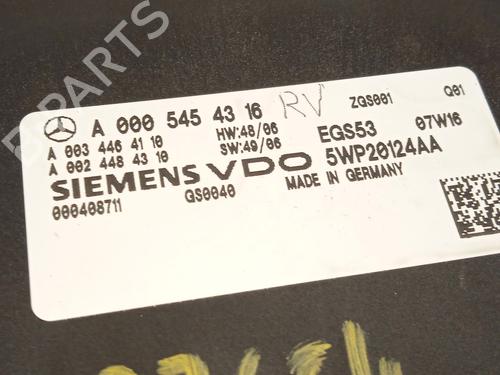 B PARTS
A 000 545 43 16 RV ZGS001 Q01
A 003 446 41 10 HW:48/06 EGS53 07W16
A 002 448 43 10 SW:49/06
SIEMENS VDO 5WP20124AA
000408711 QS0040 MADE IN GERMANY